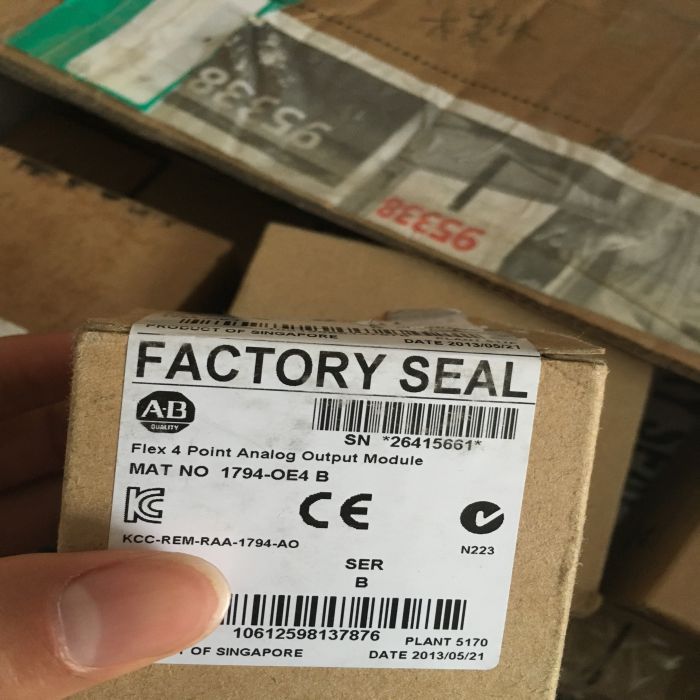 95338
95338
PRODUCT OF SINGAPORE
DATE 2013/05/21
FACTORY SEAL
A-B
QUALITY
SN *26415661*
Flex 4 Point Analog Output Module
MAT NO 1794-OE4 B
KCC-REM-RAA-1794-AO
N223
SER
B
10612598137876
PLANT 5170
OF SINGAPORE
DATE 2013/05/21